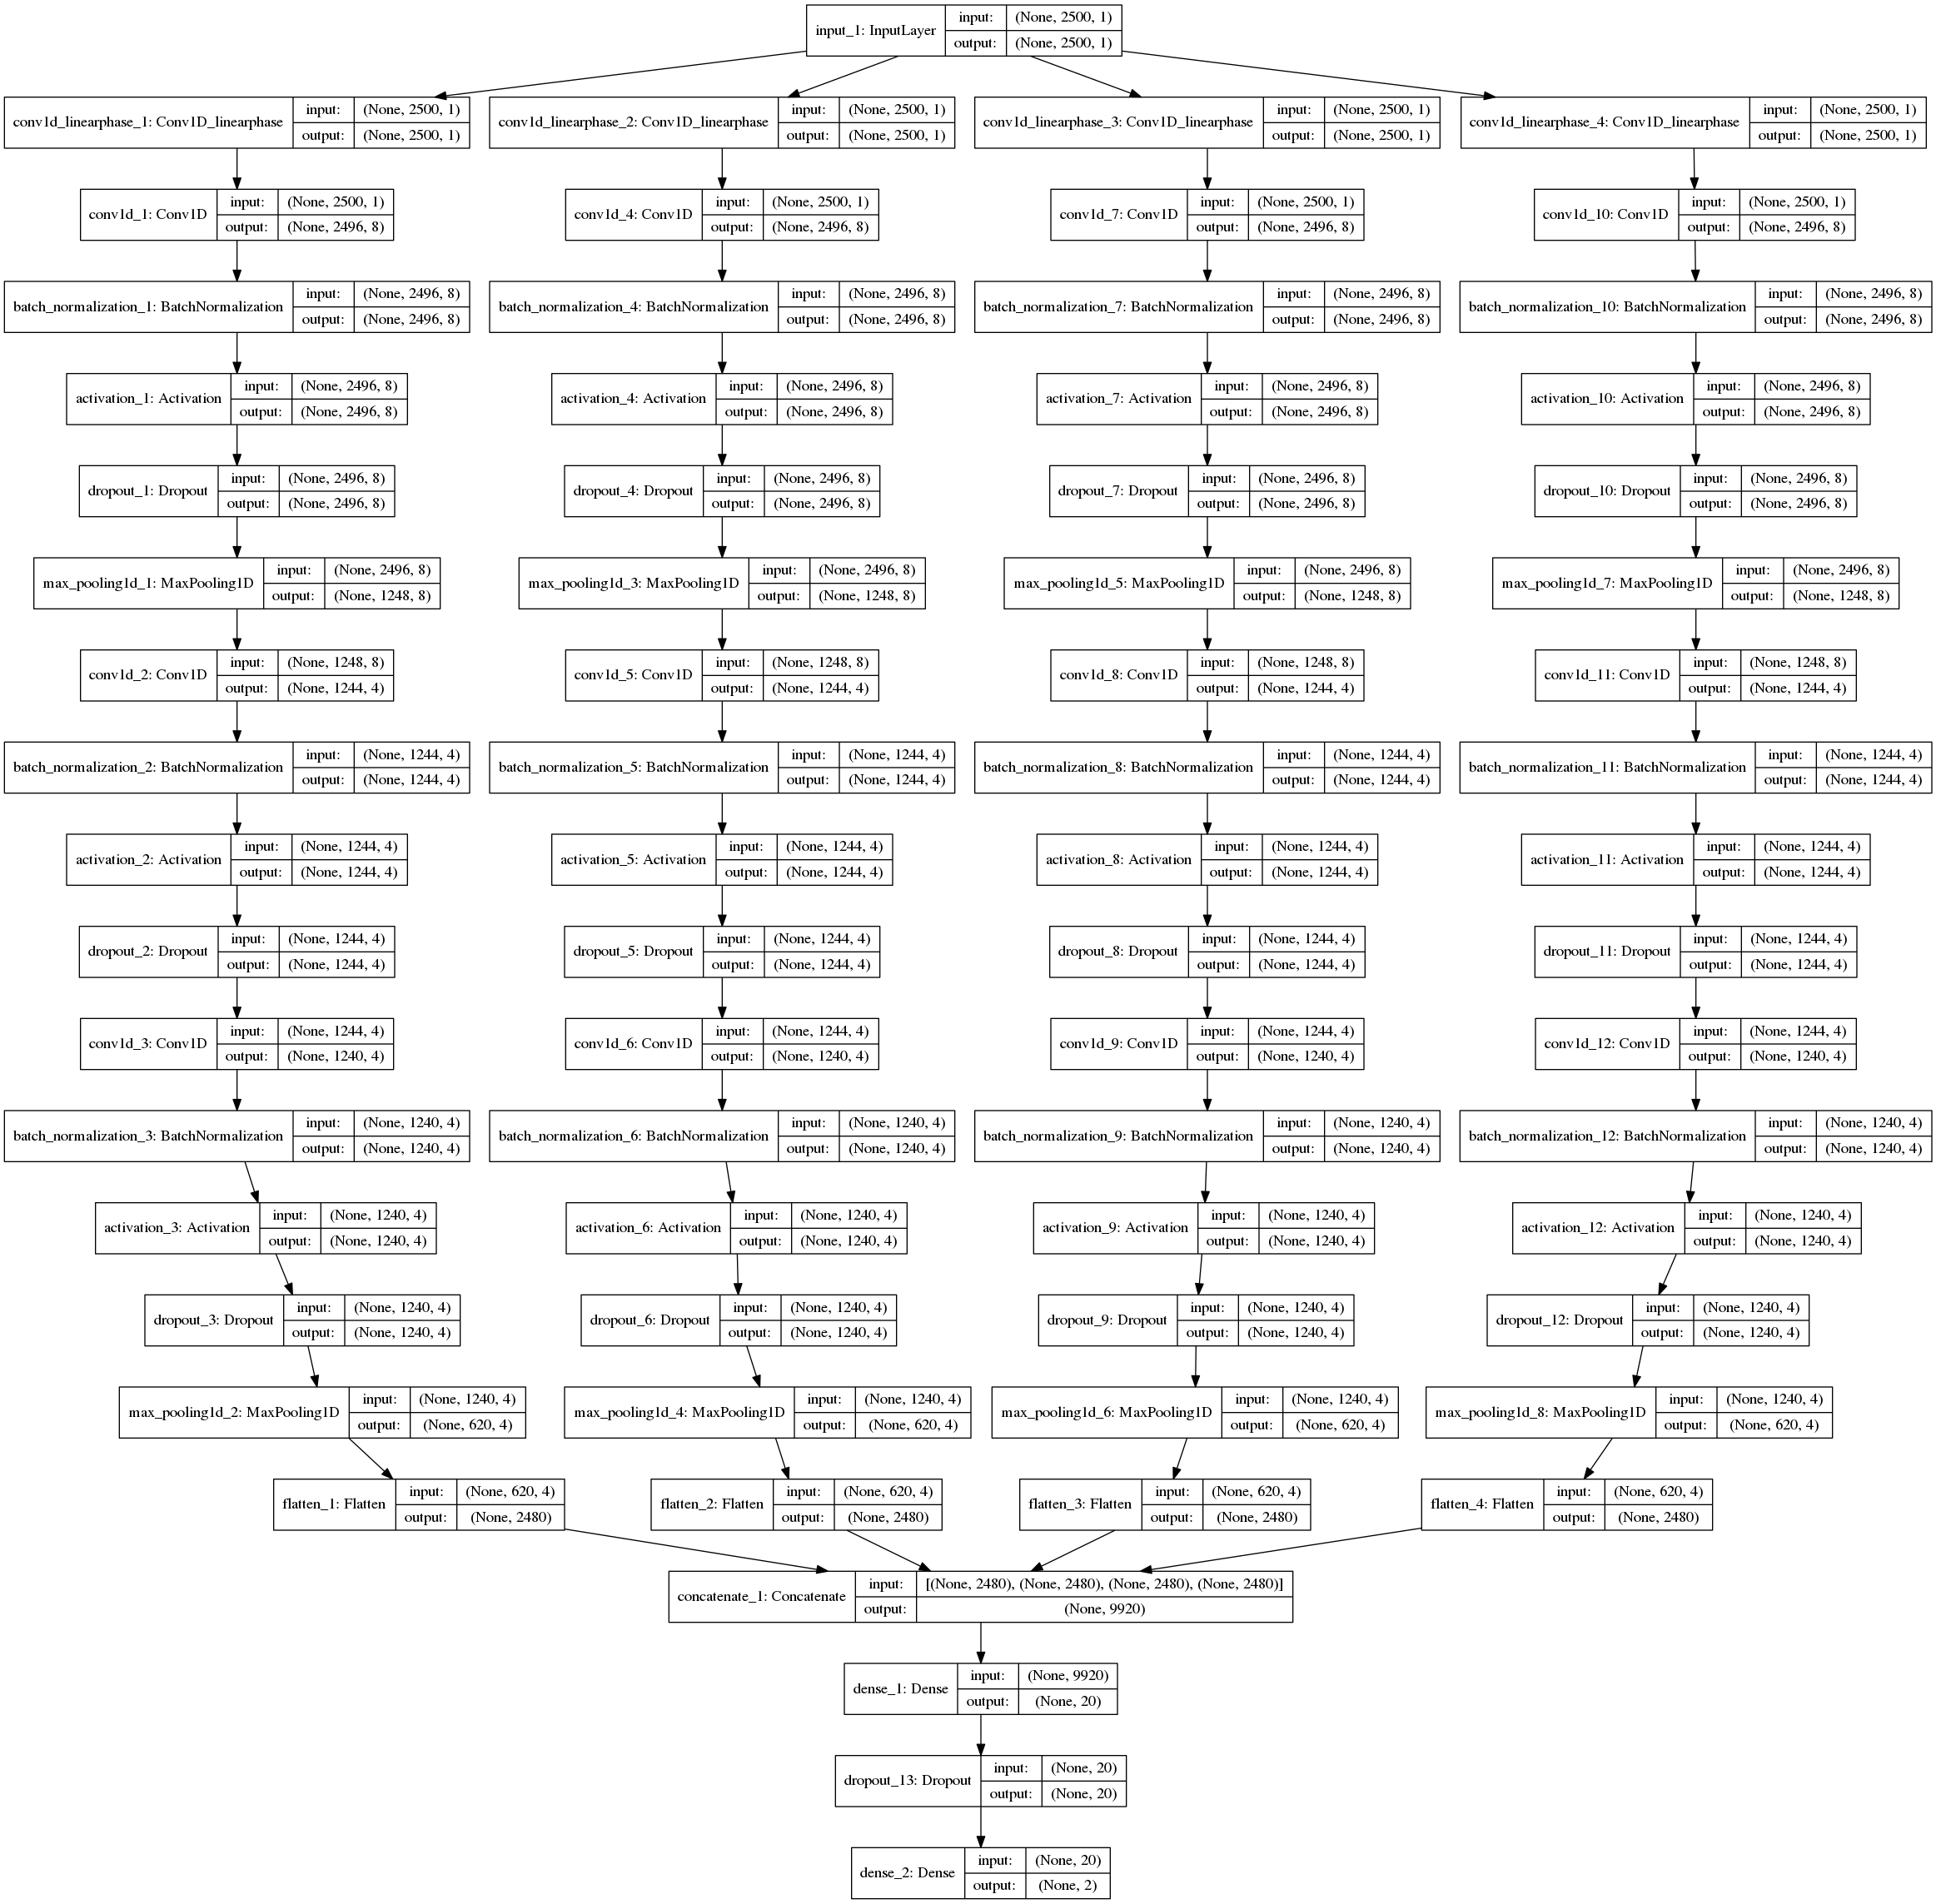 input_1: InputLayer input: (None, 2500, 1)
output: (None, 2500, 1)
conv1d_linearphase_1: Conv1D_linearphase input: (None, 2500, 1)
output: (None, 2500, 1)
conv1d_linearphase_2: Conv1D_linearphase input: (None, 2500, 1)
output: (None, 2500, 1)
conv1d_linearphase_3: Conv1D_linearphase input: (None, 2500, 1)
output: (None, 2500, 1)
conv1d_linearphase_4: Conv1D_linearphase input: (None, 2500, 1)
output: (None, 2500, 1)
conv1d_1: Conv1D input: (None, 2500, 1)
output: (None, 2496, 8)
conv1d_4: Conv1D input: (None, 2500, 1)
output: (None, 2496, 8)
conv1d_7: Conv1D input: (None, 2500, 1)
output: (None, 2496, 8)
conv1d_10: Conv1D input: (None, 2500, 1)
output: (None, 2496, 8)
batch_normalization_1: BatchNormalization input: (None, 2496, 8)
output: (None, 2496, 8)
batch_normalization_4: BatchNormalization input: (None, 2496, 8)
output: (None, 2496, 8)
batch_normalization_7: BatchNormalization input: (None, 2496, 8)
output: (None, 2496, 8)
batch_normalization_10: BatchNormalization input: (None, 2496, 8)
output: (None, 2496, 8)
activation_1: Activation input: (None, 2496, 8)
output: (None, 2496, 8)
activation_4: Activation input: (None, 2496, 8)
output: (None, 2496, 8)
activation_7: Activation input: (None, 2496, 8)
output: (None, 2496, 8)
activation_10: Activation input: (None, 2496, 8)
output: (None, 2496, 8)
dropout_1: Dropout input: (None, 2496, 8)
output: (None, 2496, 8)
dropout_4: Dropout input: (None, 2496, 8)
output: (None, 2496, 8)
dropout_7: Dropout input: (None, 2496, 8)
output: (None, 2496, 8)
dropout_10: Dropout input: (None, 2496, 8)
output: (None, 2496, 8)
max_pooling1d_1: MaxPooling1D input: (None, 2496, 8)
output: (None, 1248, 8)
max_pooling1d_3: MaxPooling1D input: (None, 2496, 8)
output: (None, 1248, 8)
max_pooling1d_5: MaxPooling1D input: (None, 2496, 8)
output: (None, 1248, 8)
max_pooling1d_7: MaxPooling1D input: (None, 2496, 8)
output: (None, 1248, 8)
conv1d_2: Conv1D input: (None, 1248, 8)
output: (None, 1244, 4)
conv1d_5: Conv1D input: (None, 1248, 8)
output: (None, 1244, 4)
conv1d_8: Conv1D input: (None, 1248, 8)
output: (None, 1244, 4)
conv1d_11: Conv1D input: (None, 1248, 8)
output: (None, 1244, 4)
batch_normalization_2: BatchNormalization input: (None, 1244, 4)
output: (None, 1244, 4)
batch_normalization_5: BatchNormalization input: (None, 1244, 4)
output: (None, 1244, 4)
batch_normalization_8: BatchNormalization input: (None, 1244, 4)
output: (None, 1244, 4)
batch_normalization_11: BatchNormalization input: (None, 1244, 4)
output: (None, 1244, 4)
activation_2: Activation input: (None, 1244, 4)
output: (None, 1244, 4)
activation_5: Activation input: (None, 1244, 4)
output: (None, 1244, 4)
activation_8: Activation input: (None, 1244, 4)
output: (None, 1244, 4)
activation_11: Activation input: (None, 1244, 4)
output: (None, 1244, 4)
dropout_2: Dropout input: (None, 1244, 4)
output: (None, 1244, 4)
dropout_5: Dropout input: (None, 1244, 4)
output: (None, 1244, 4)
dropout_8: Dropout input: (None, 1244, 4)
output: (None, 1244, 4)
dropout_11: Dropout input: (None, 1244, 4)
output: (None, 1244, 4)
conv1d_3: Conv1D input: (None, 1244, 4)
output: (None, 1240, 4)
conv1d_6: Conv1D input: (None, 1244, 4)
output: (None, 1240, 4)
conv1d_9: Conv1D input: (None, 1244, 4)
output: (None, 1240, 4)
conv1d_12: Conv1D input: (None, 1244, 4)
output: (None, 1240, 4)
batch_normalization_3: BatchNormalization input: (None, 1240, 4)
output: (None, 1240, 4)
batch_normalization_6: BatchNormalization input: (None, 1240, 4)
output: (None, 1240, 4)
batch_normalization_9: BatchNormalization input: (None, 1240, 4)
output: (None, 1240, 4)
batch_normalization_12: BatchNormalization input: (None, 1240, 4)
output: (None, 1240, 4)
activation_3: Activation input: (None, 1240, 4)
output: (None, 1240, 4)
activation_6: Activation input: (None, 1240, 4)
output: (None, 1240, 4)
activation_9: Activation input: (None, 1240, 4)
output: (None, 1240, 4)
activation_12: Activation input: (None, 1240, 4)
output: (None, 1240, 4)
dropout_3: Dropout input: (None, 1240, 4)
output: (None, 1240, 4)
dropout_6: Dropout input: (None, 1240, 4)
output: (None, 1240, 4)
dropout_9: Dropout input: (None, 1240, 4)
output: (None, 1240, 4)
dropout_12: Dropout input: (None, 1240, 4)
output: (None, 1240, 4)
max_pooling1d_2: MaxPooling1D input: (None, 1240, 4)
output: (None, 620, 4)
max_pooling1d_4: MaxPooling1D input: (None, 1240, 4)
output: (None, 620, 4)
max_pooling1d_6: MaxPooling1D input: (None, 1240, 4)
output: (None, 620, 4)
max_pooling1d_8: MaxPooling1D input: (None, 1240, 4)
output: (None, 620, 4)
flatten_1: Flatten input: (None, 620, 4)
output: (None, 2480)
flatten_2: Flatten input: (None, 620, 4)
output: (None, 2480)
flatten_3: Flatten input: (None, 620, 4)
output: (None, 2480)
flatten_4: Flatten input: (None, 620, 4)
output: (None, 2480)
concatenate_1: Concatenate input: [(None, 2480), (None, 2480), (None, 2480), (None, 2480)]
output: (None, 9920)
dense_1: Dense input: (None, 9920)
output: (None, 20)
dropout_13: Dropout input: (None, 20)
output: (None, 20)
dense_2: Dense input: (None, 20)
output: (None, 2)